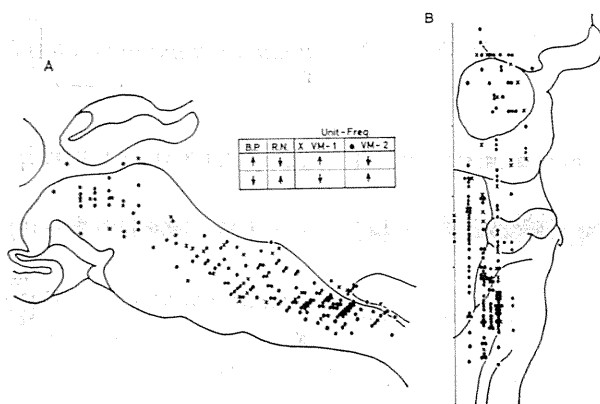 A
B
Unit-Freq.
B.P. R.N. X VM-1 • VM-2
↑ ↓ ↑ ↓
↓ ↑ ↓ ↑